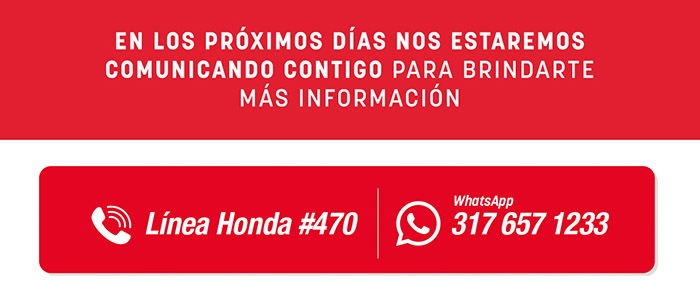 EN LOS PRÓXIMOS DÍAS NOS ESTAREMOS
COMUNICANDO CONTIGO PARA BRINDARTE
MÁS INFORMACIÓN
Línea Honda #470
WhatsApp
317 657 1233